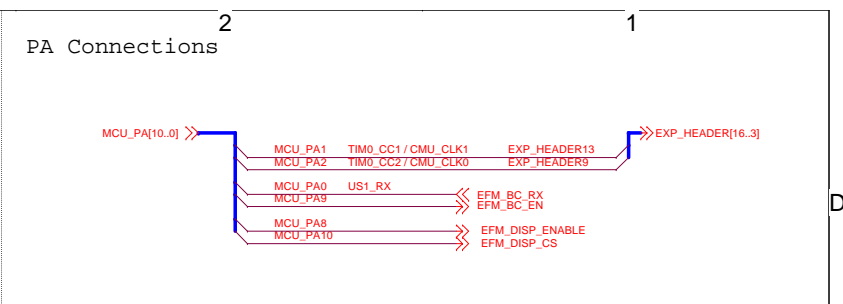 2 1
PA Connections
MCU_PA[10..0] EXP_HEADER[16..3]
MCU_PA1 TIM0_CC1 / CMU_CLK1 EXP_HEADER13
MCU_PA2 TIM0_CC2 / CMU_CLK0 EXP_HEADER9
MCU_PA0 US1_RX EFM_BC_RX
MCU_PA9 EFM_BC_EN
D
MCU_PA8 EFM_DISP_ENABLE
MCU_PA10 EFM_DISP_CS